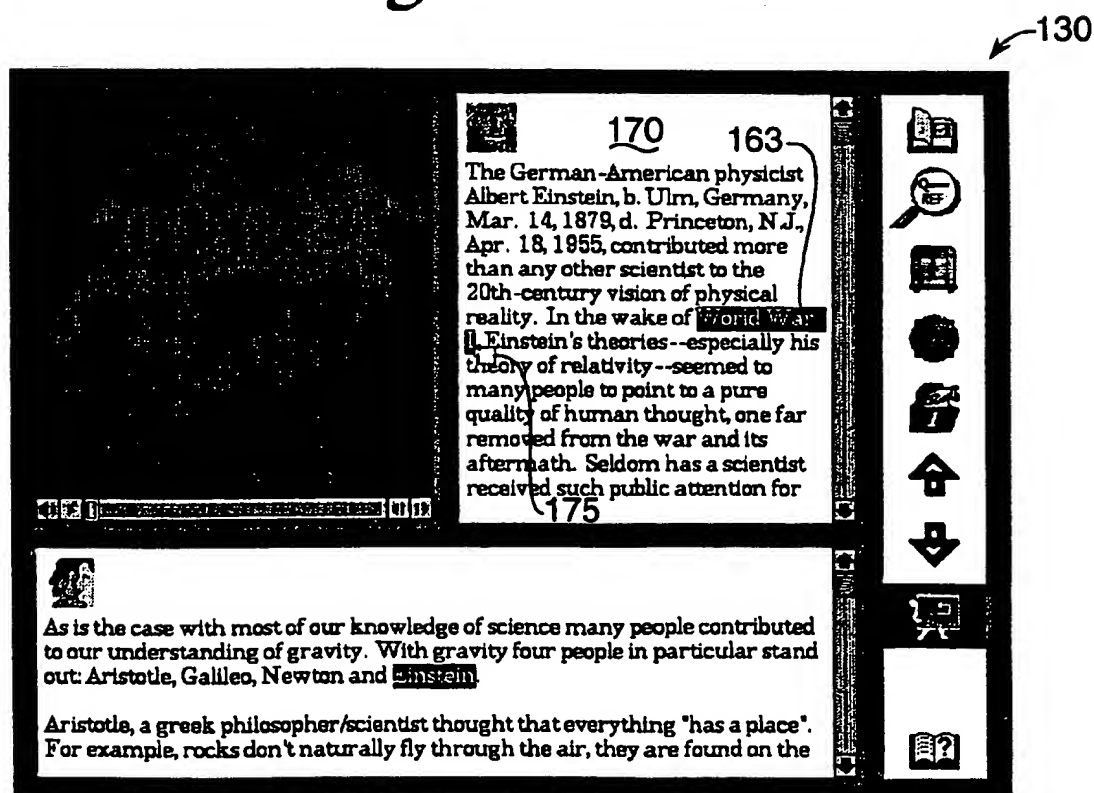 130
170 163
The German-American physicist
Albert Einstein, b. Ulm, Germany,
Mar. 14, 1879, d. Princeton, N.J.,
Apr. 18, 1955, contributed more
than any other scientist to the
20th-century vision of physical
reality. In the wake of World War
I, Einstein's theories--especially his
theory of relativity--seemed to
many people to point to a pure
quality of human thought, one far
removed from the war and its
aftermath. Seldom has a scientist
received such public attention for
175
As is the case with most of our knowledge of science many people contributed
to our understanding of gravity. With gravity four people in particular stand
out: Aristotle, Galileo, Newton and Einstein.
Aristotle, a greek philosopher/scientist thought that everything "has a place".
For example, rocks don't naturally fly through the air, they are found on the
REF
1
?